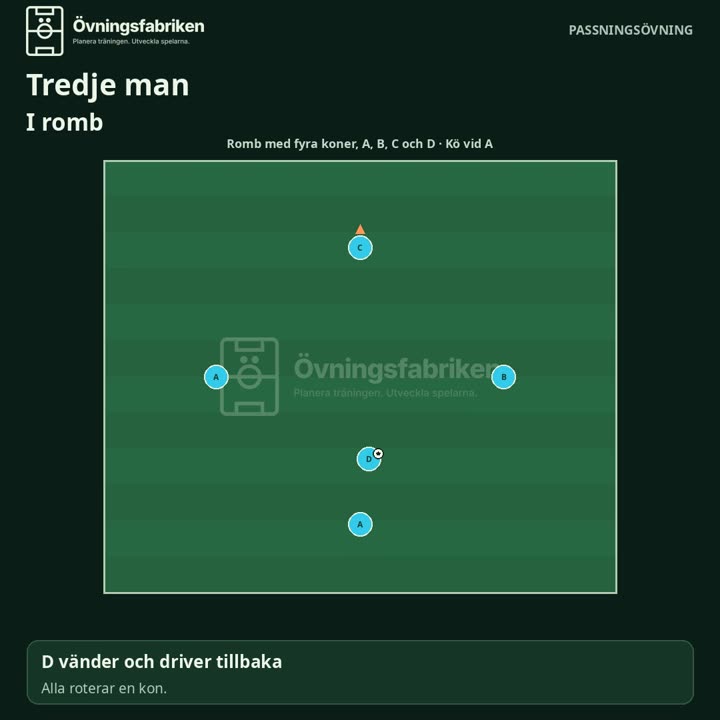 Övningsfabriken
Planera träningen. Utveckla spelarna.
PASSNINGSÖVNING
Tredje man
I romb
Romb med fyra koner, A, B, C och D · Kö vid A
C
Övningsfabriken
Planera träningen. Utveckla spelarna.
A
B
D
A
D vänder och driver tillbaka
Alla roterar en kon.